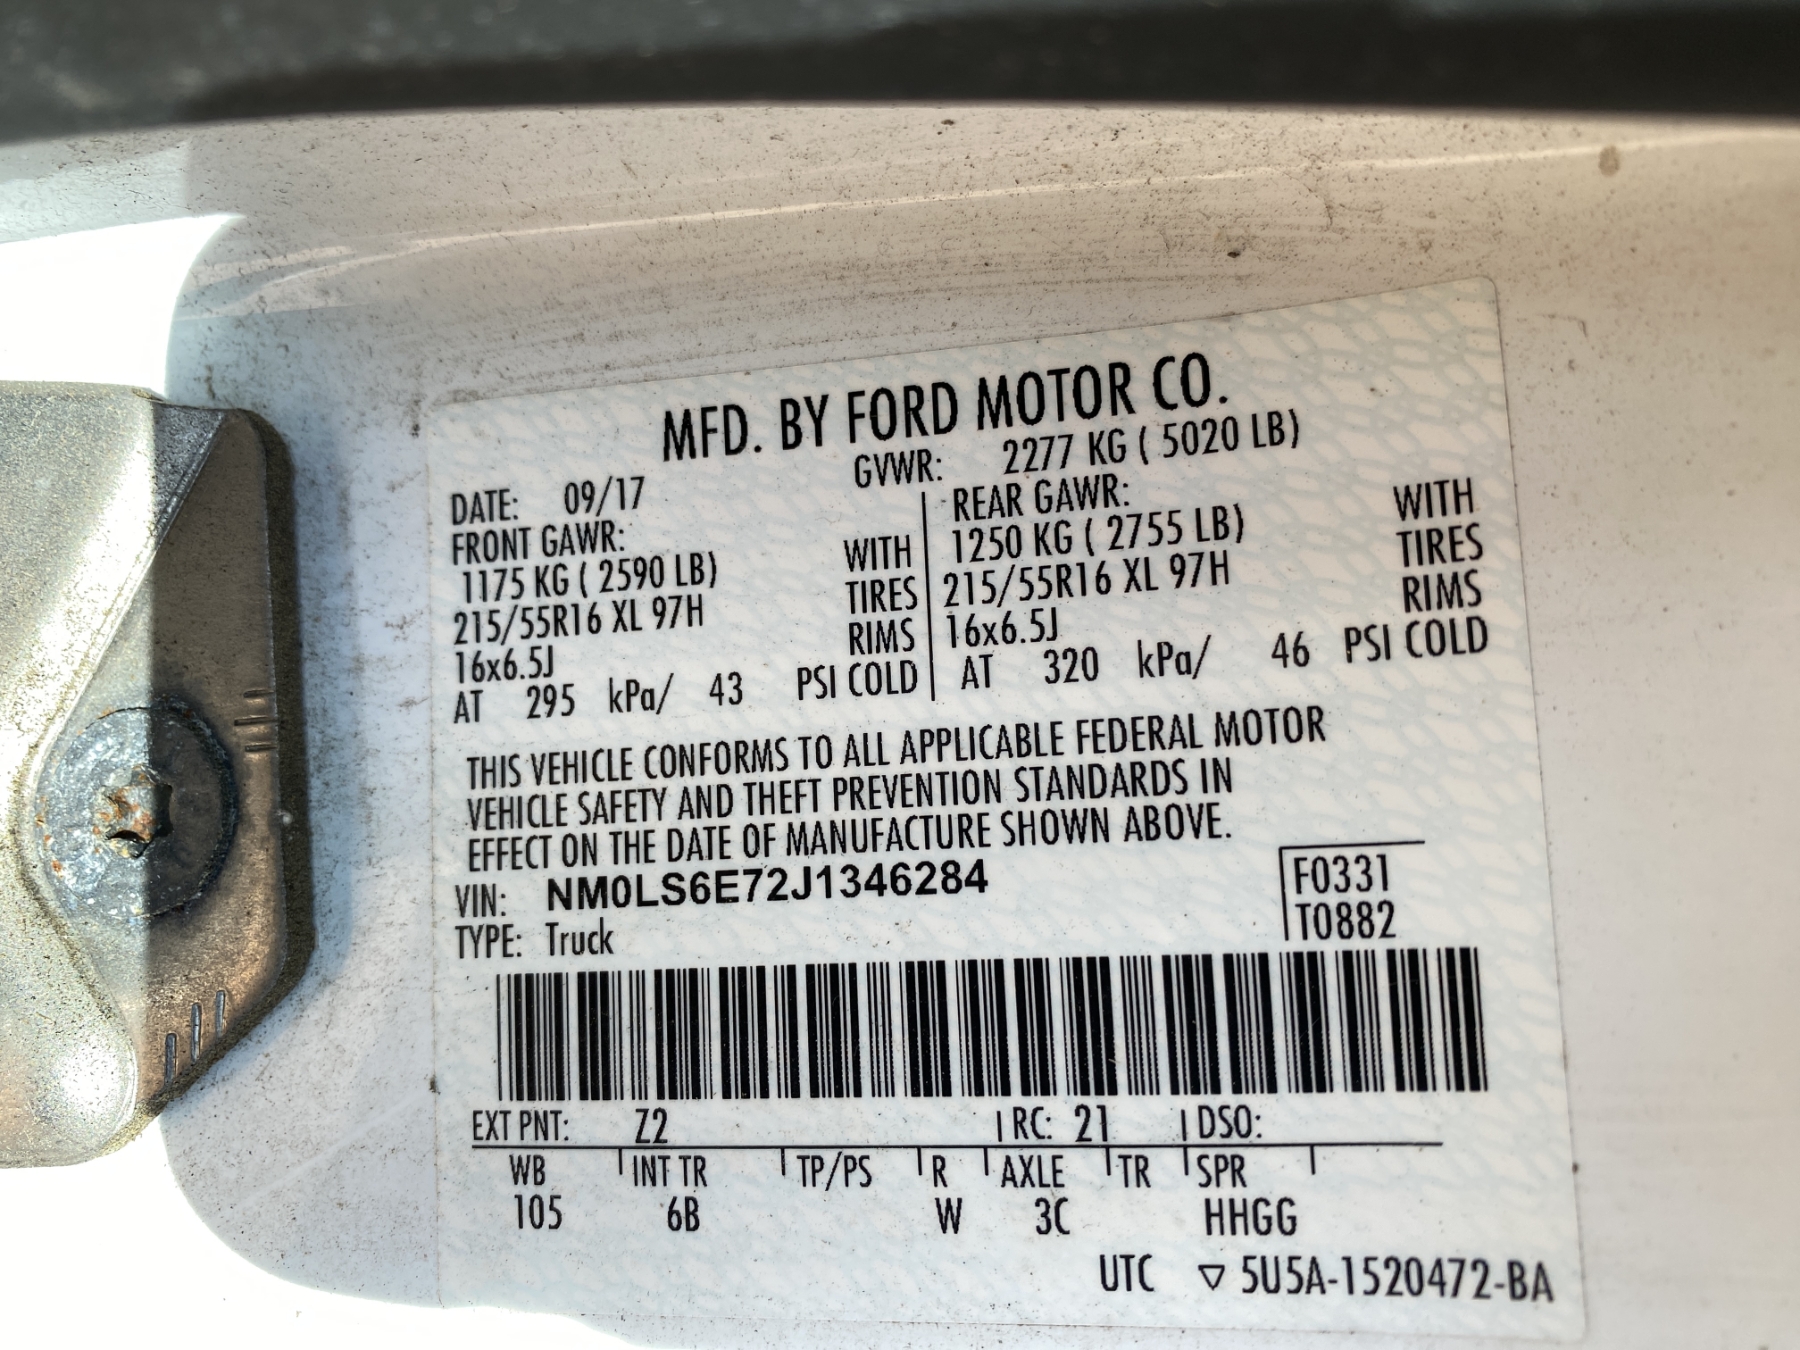 MFD. BY FORD MOTOR CO.
DATE: 09/17 GVWR: 2277 KG ( 5020 LB)
FRONT GAWR: WITH
1175 KG ( 2590 LB) TIRES
215/55R16 XL 97H RIMS
16x6.5J
AT 295 kPa/ 43 PSI COLD
REAR GAWR: WITH
1250 KG ( 2755 LB) TIRES
215/55R16 XL 97H RIMS
16x6.5J
AT 320 kPa/ 46 PSI COLD
THIS VEHICLE CONFORMS TO ALL APPLICABLE FEDERAL MOTOR
VEHICLE SAFETY AND THEFT PREVENTION STANDARDS IN
EFFECT ON THE DATE OF MANUFACTURE SHOWN ABOVE.
VIN: NM0LS6E72J1346284
TYPE: Truck
F0331
T0882
EXT PNT: Z2 RC: 21 DSO:
WB INT TR TP/PS R AXLE TR SPR
105 6B W 3C HHGG
UTC ▽ 5U5A-1520472-BA